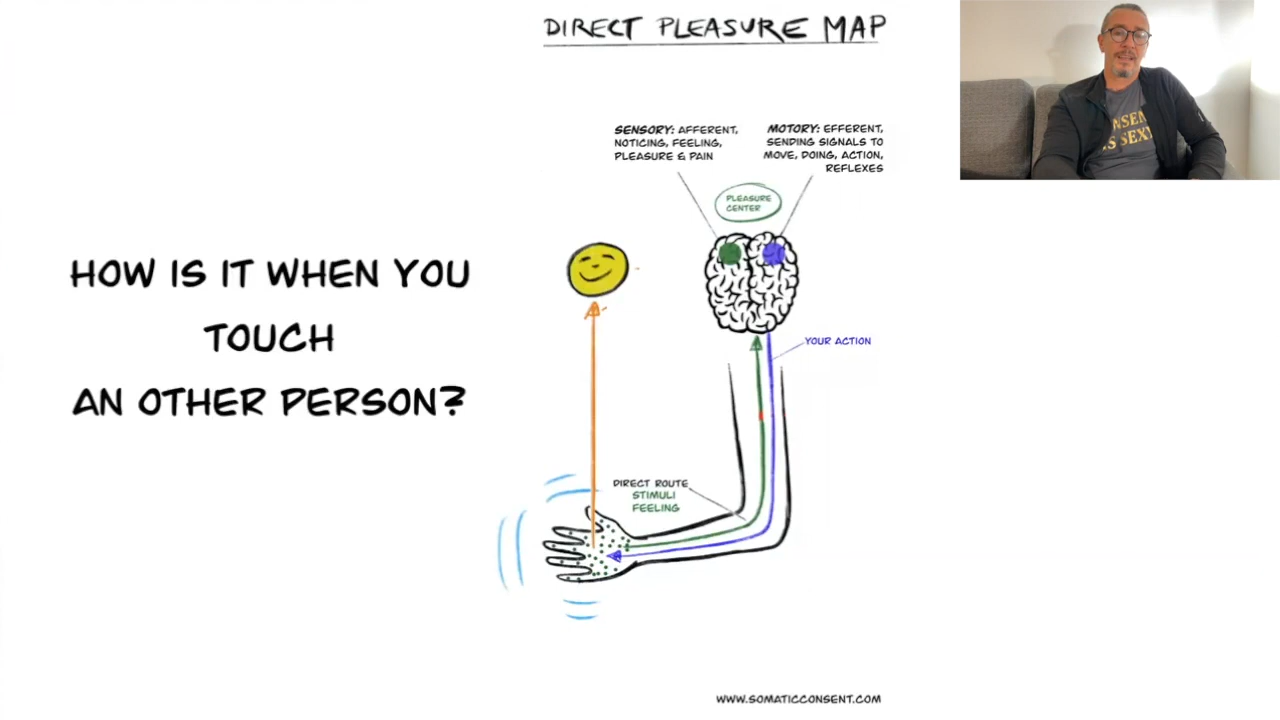 DIRECT PLEASURE MAP
SENSORY: AFFERENT,
NOTICING, FEELING,
PLEASURE & PAIN
MOTORY: EFFERENT,
SENDING SIGNALS TO
MOVE, DOING, ACTION,
REFLEXES
PLEASURE
CENTER
HOW IS IT WHEN YOU
TOUCH
AN OTHER PERSON?
YOUR ACTION
DIRECT ROUTE
STIMULI
FEELING
WWW.SOMATICCONSENT.COM